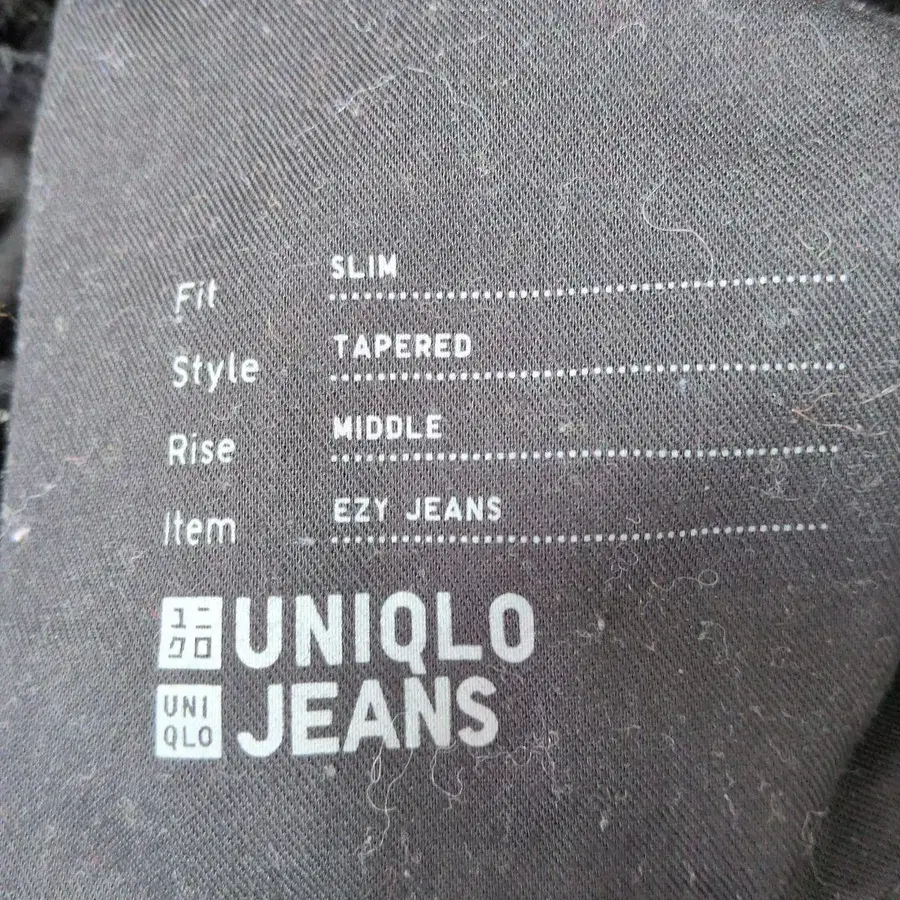 Fit SLIM
Style TAPERED
Rise MIDDLE
Item EZY JEANS
ユニ
クロ
UNIQLO
UNI
QLO
JEANS